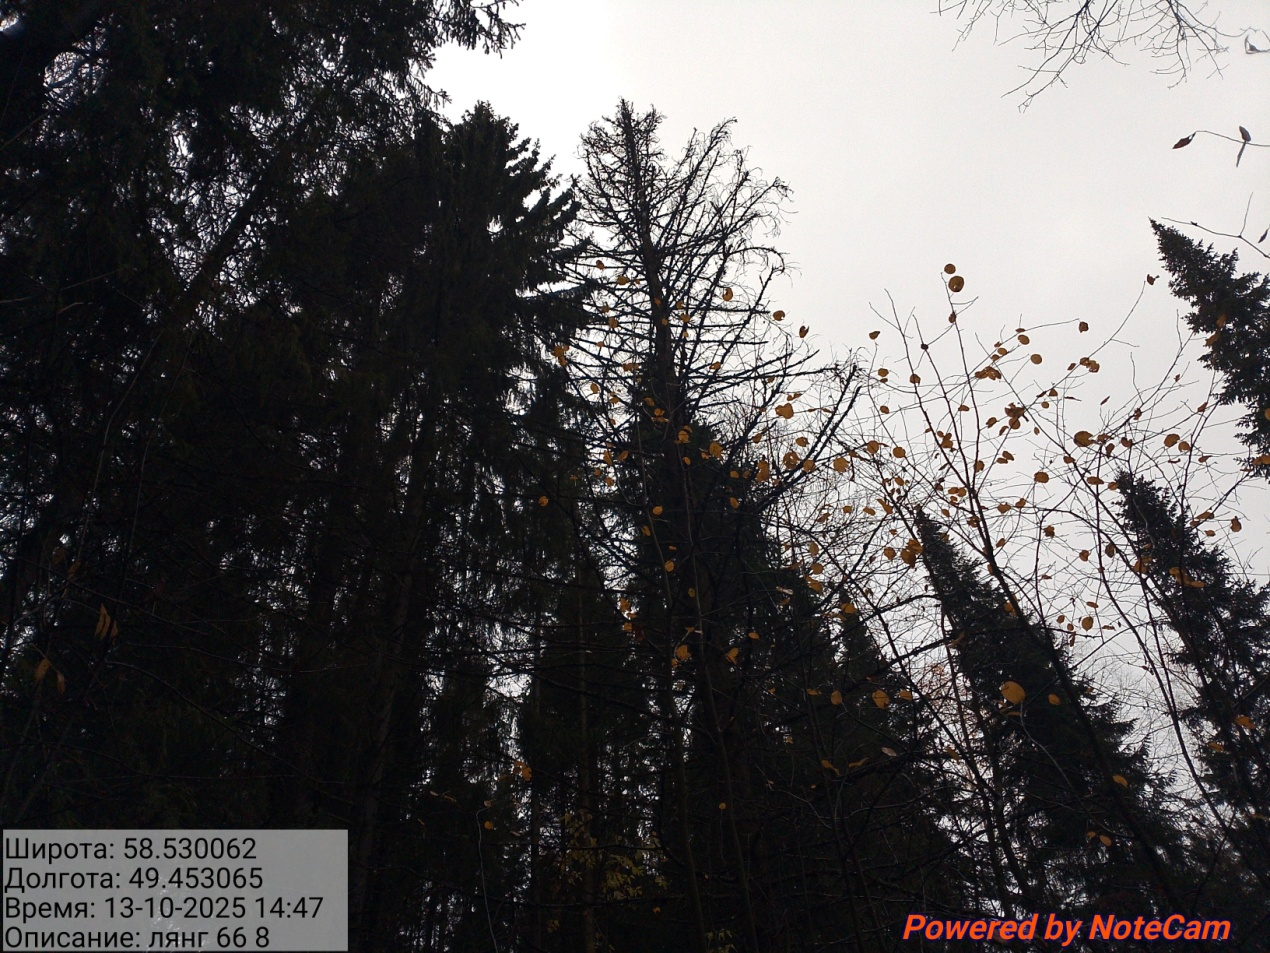 Широта: 58.530062
Долгота: 49.453065
Время: 13-10-2025 14:47
Описание: лянг 66 8
Powered by NoteCam